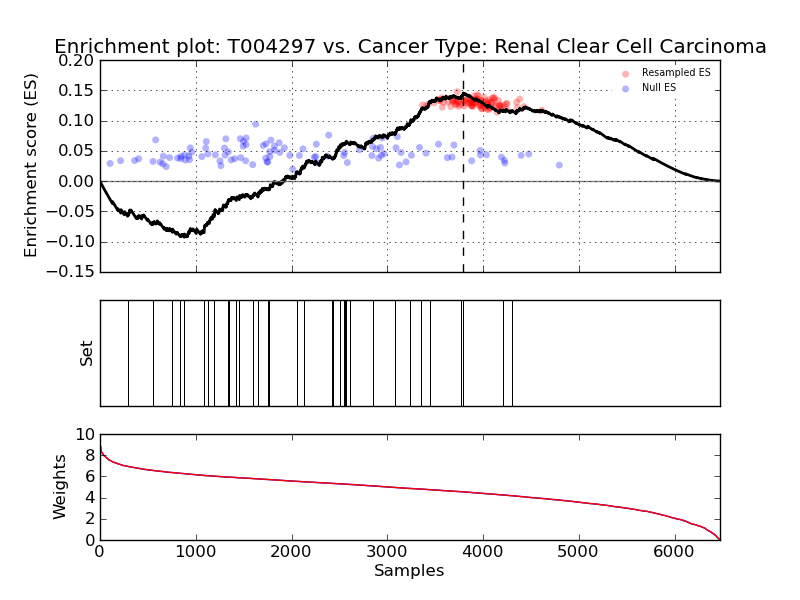 Enrichment plot: T004297 vs. Cancer Type: Renal Clear Cell Carcinoma
Enrichment score (ES)
0.20
0.15
0.10
0.05
0.00
−0.05
−0.10
−0.15
Resampled ES
Null ES
Set
Weights
10
8
6
4
2
0
0 1000 2000 3000 4000 5000 6000
Samples